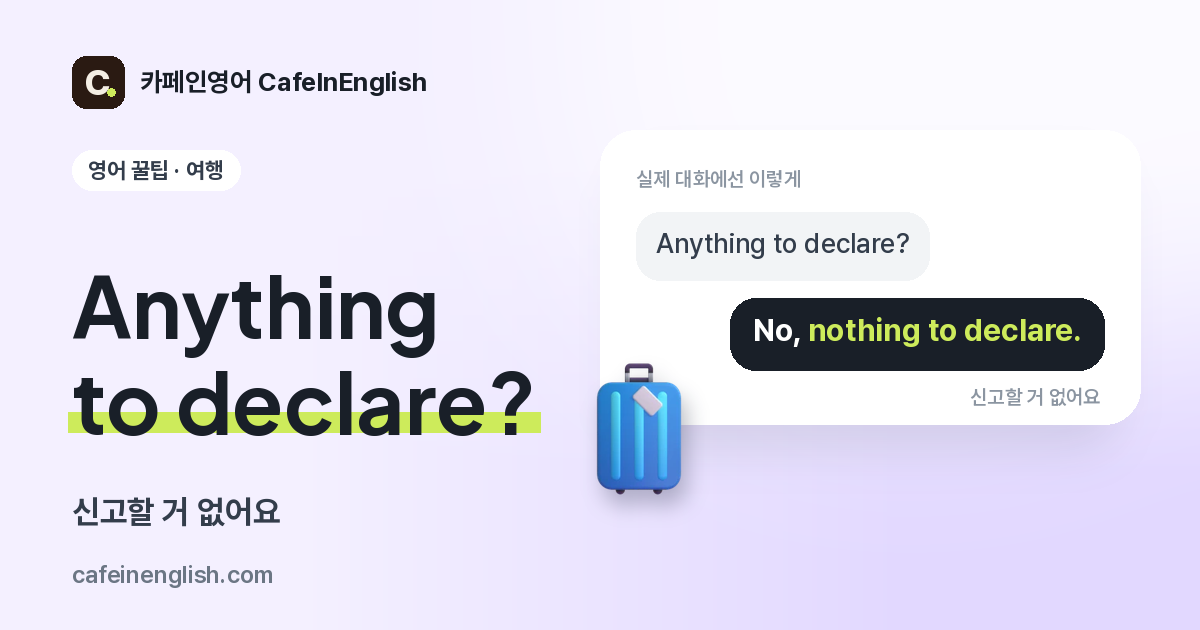 C
카페인영어 CafeInEnglish
영어 꿀팁 · 여행
Anything
to declare?
신고할 거 없어요
cafeinenglish.com
실제 대화에선 이렇게
Anything to declare?
No, nothing to declare.
신고할 거 없어요